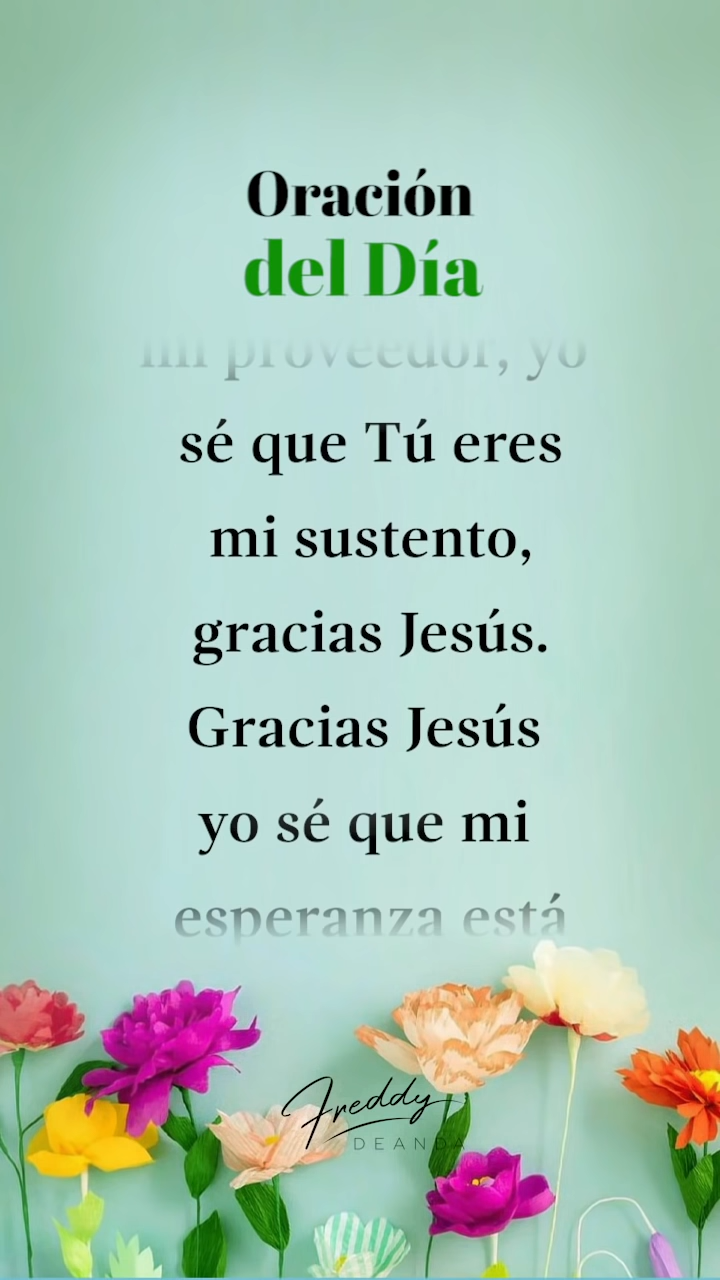 Oración
del Día
mi proveedor, yo
sé que Tú eres
mi sustento,
gracias Jesús.
Gracias Jesús
yo sé que mi
esperanza está
Freddy
DEANDA